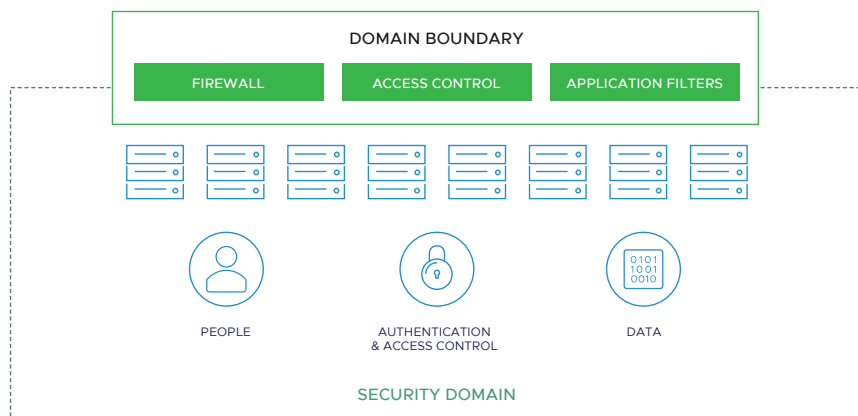 DOMAIN BOUNDARY
FIREWALL
ACCESS CONTROL
APPLICATION FILTERS
0101
1001
0010
PEOPLE
AUTHENTICATION
& ACCESS CONTROL
DATA
SECURITY DOMAIN